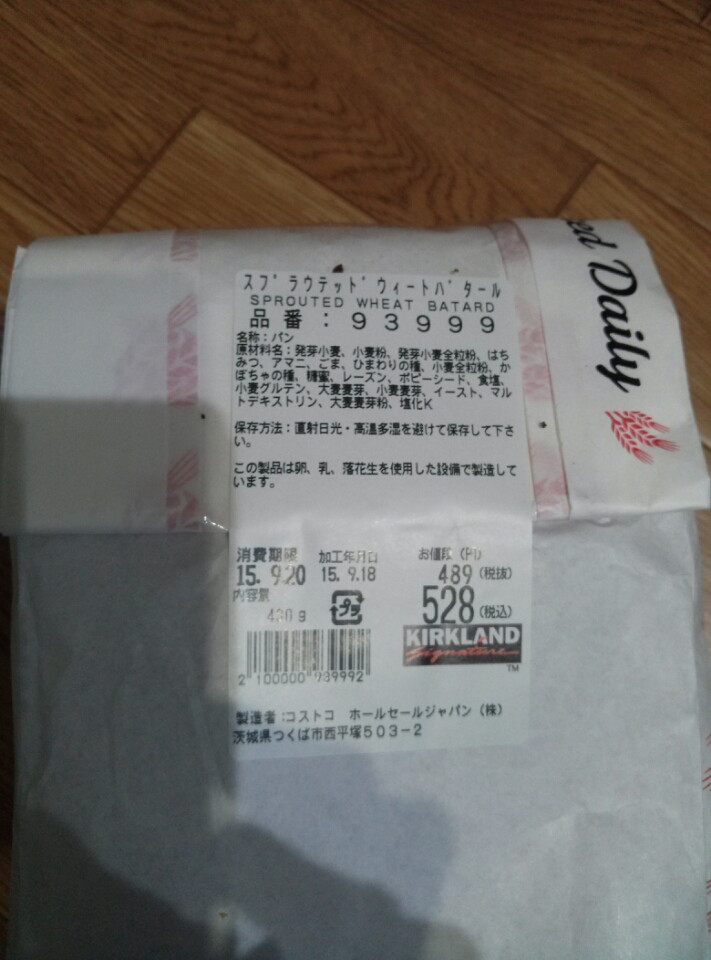 ed Daily
スプラウテッドウィートバタール
SPROUTED WHEAT BATARD
品番：93999
名称：パン
原材料名：発芽小麦、小麦粉、発芽小麦全粒粉、はち
みつ、アマニ、ごま、ひまわりの種、小麦全粒粉、か
ぼちゃの種、糖蜜、レーズン、ポピーシード、食塩、
小麦グルテン、大麦麦芽、小麦麦芽、イースト、マル
トデキストリン、大麦麦芽粉、塩化K
保存方法：直射日光・高温多湿を避けて保存して下さ
い。
この製品は卵、乳、落花生を使用した設備で製造して
います。
消費期限 加工年月日 お値段（円）
15. 9.20 15. 9.18 489（税抜）
内容量 プラ 528（税込）
KIRKLAND
Signature
TM
2 100000 939992
製造者：コストコ ホールセールジャパン（株）
茨城県つくば市西平塚503-2